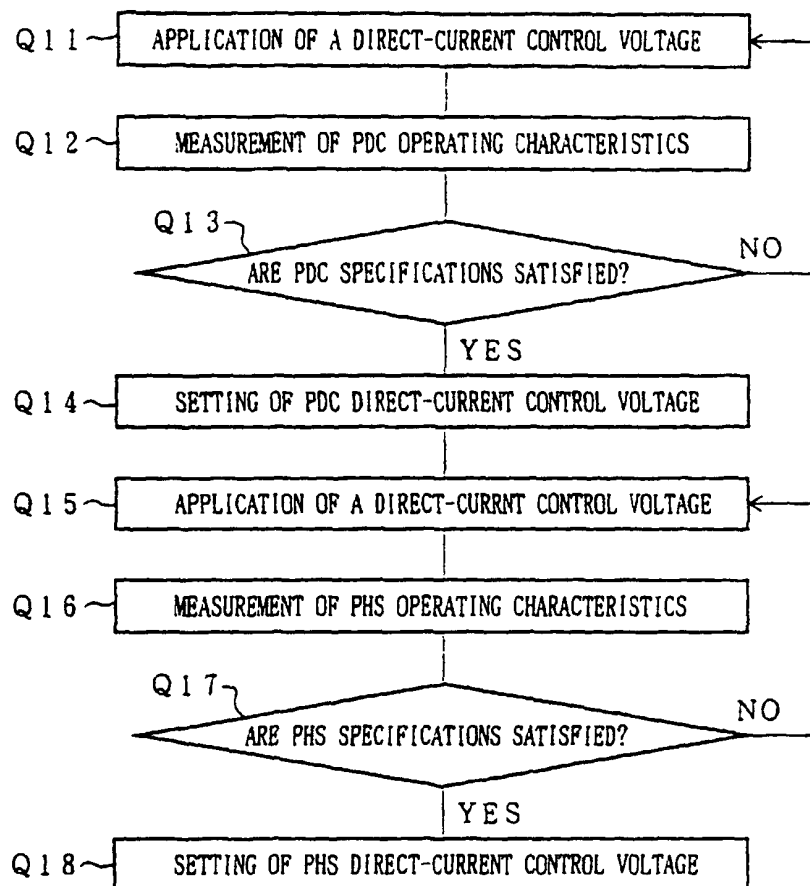 Q11 APPLICATION OF A DIRECT-CURRENT CONTROL VOLTAGE
Q12 MEASUREMENT OF PDC OPERATING CHARACTERISTICS
Q13
NO
ARE PDC SPECIFICATIONS SATISFIED?
YES
Q14 SETTING OF PDC DIRECT-CURRENT CONTROL VOLTAGE
Q15 APPLICATION OF A DIRECT-CURRNT CONTROL VOLTAGE
Q16 MEASUREMENT OF PHS OPERATING CHARACTERISTICS
Q17
NO
ARE PHS SPECIFICATIONS SATISFIED?
YES
Q18 SETTING OF PHS DIRECT-CURRENT CONTROL VOLTAGE